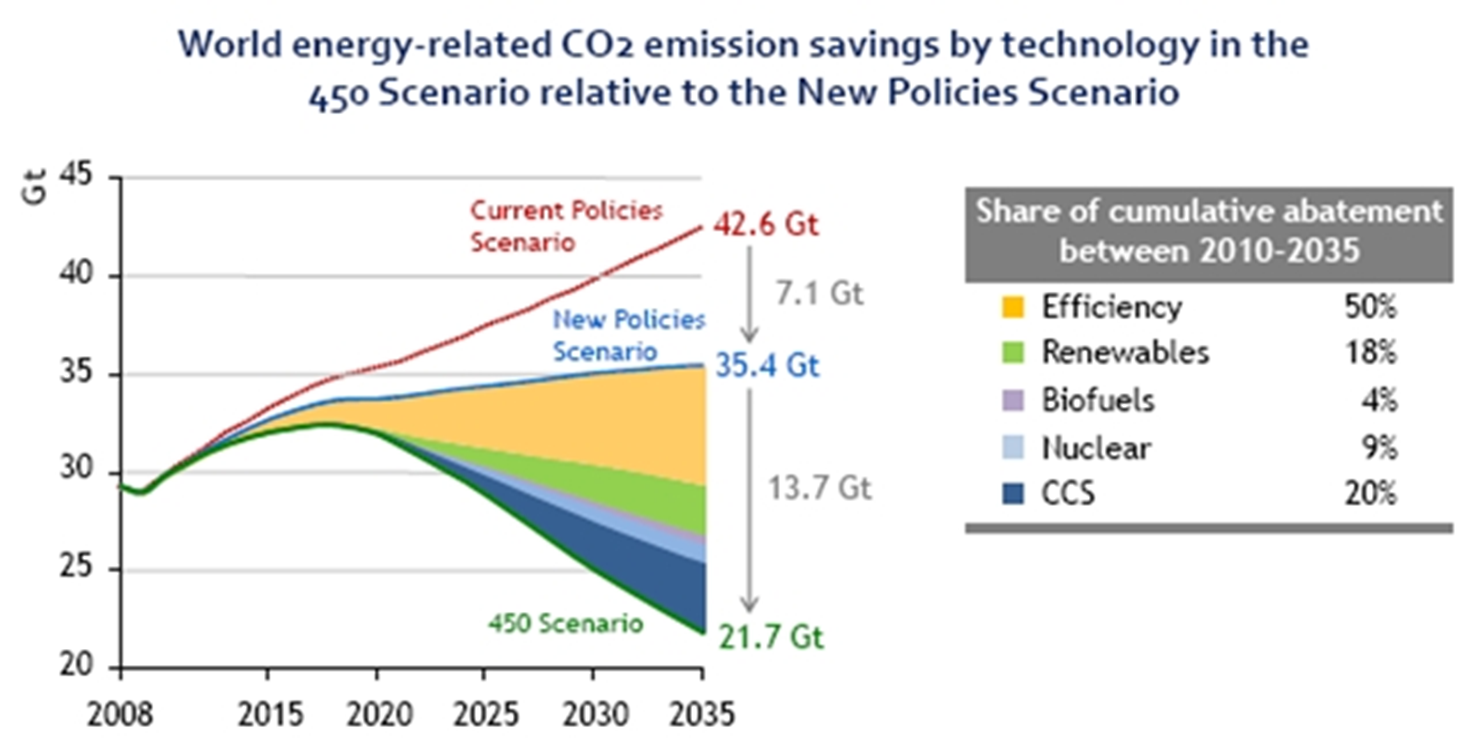 World energy-related CO2 emission savings by technology in the
450 Scenario relative to the New Policies Scenario
Gt
45
40
35
30
25
20
2008
2015
2020
2025
2030
2035
Current Policies
Scenario
42.6 Gt
7.1 Gt
New Policies
Scenario
35.4 Gt
13.7 Gt
450 Scenario
21.7 Gt
Share of cumulative abatement
between 2010-2035
Efficiency 50%
Renewables 18%
Biofuels 4%
Nuclear 9%
CCS 20%